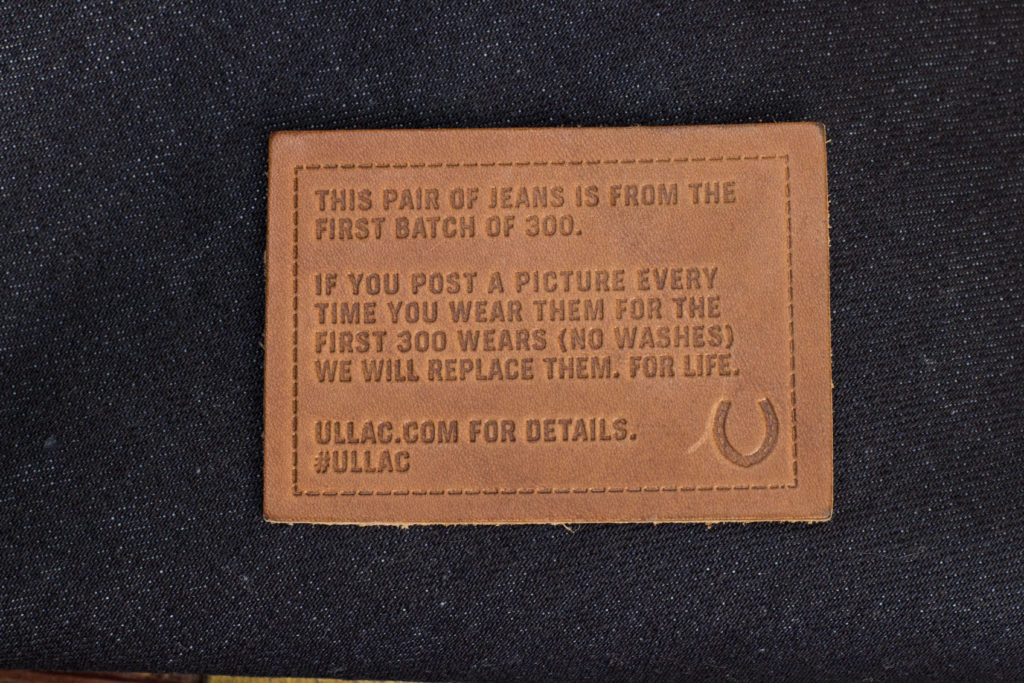 THIS PAIR OF JEANS IS FROM THE
FIRST BATCH OF 300.
IF YOU POST A PICTURE EVERY
TIME YOU WEAR THEM FOR THE
FIRST 300 WEARS (NO WASHES)
WE WILL REPLACE THEM. FOR LIFE.
ULLAC.COM FOR DETAILS.
#ULLAC